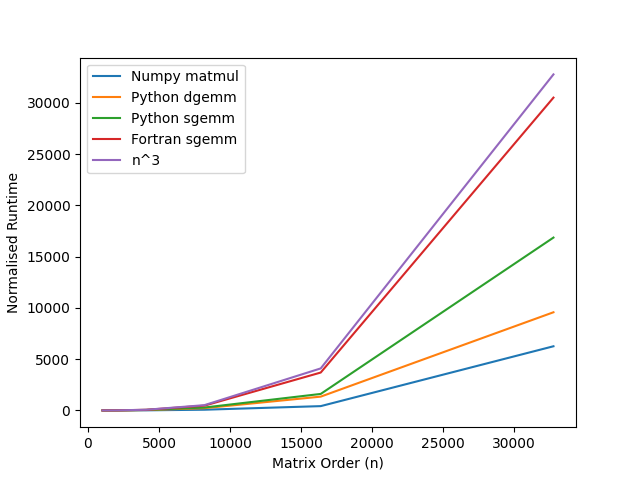 Numpy matmul
Python dgemm
Python sgemm
Fortran sgemm
n^3
Normalised Runtime
30000
25000
20000
15000
10000
5000
0
0 5000 10000 15000 20000 25000 30000
Matrix Order (n)